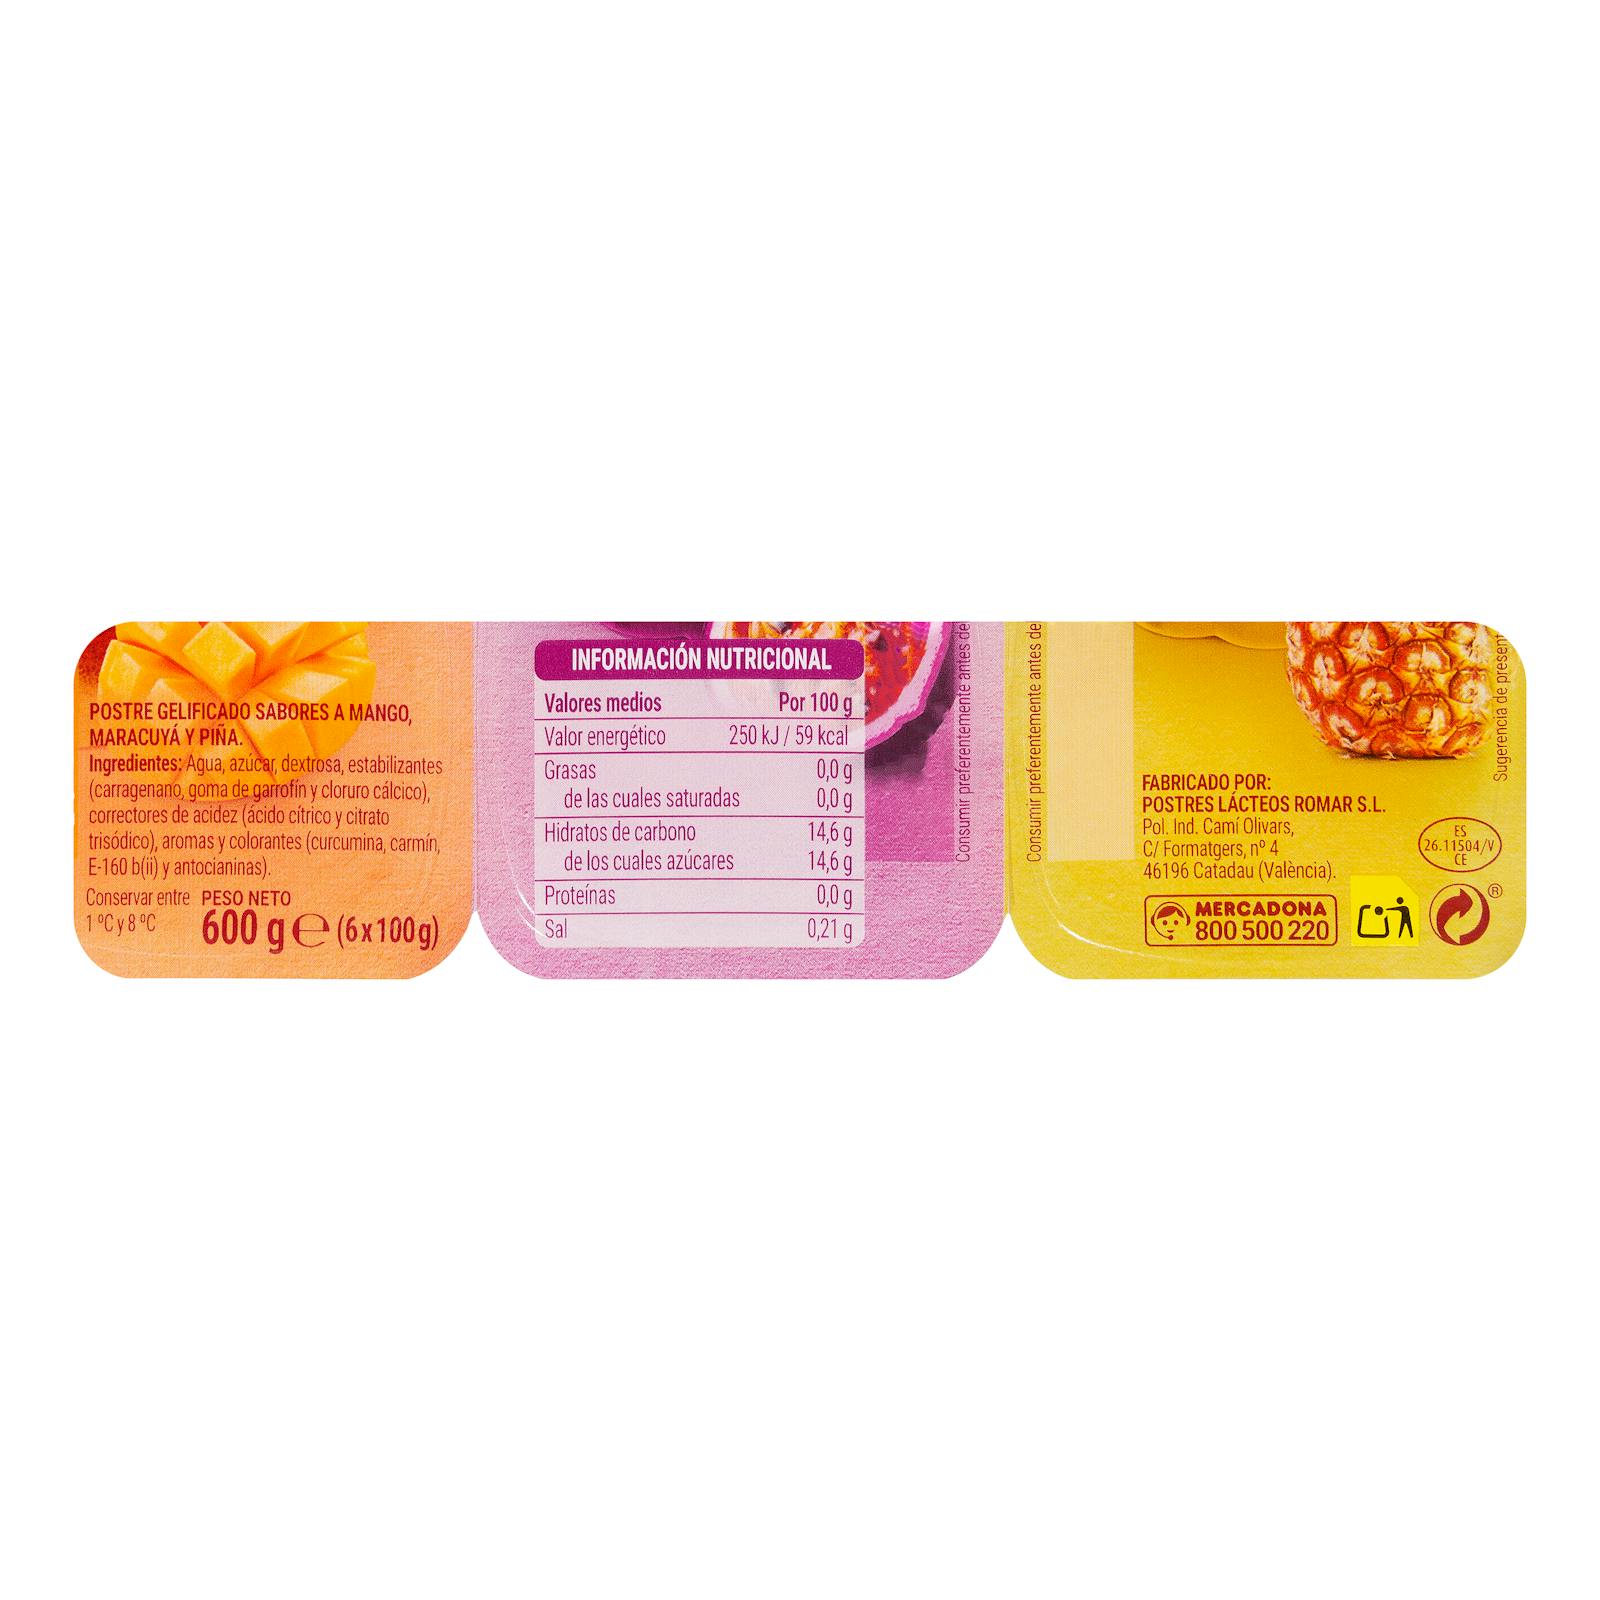 POSTRE GELIFICADO SABORES A MANGO,
MARACUYÁ Y PIÑA.
Ingredientes: Agua, azúcar, dextrosa, estabilizantes
(carragenano, goma de garrofín y cloruro cálcico),
correctores de acidez (ácido cítrico y citrato
trisódico), aromas y colorantes (curcumina, carmín,
E-160 b(ii) y antocianinas).
Conservar entre
1 ºC y 8 ºC
PESO NETO
600 g ℮ (6x100g)
INFORMACIÓN NUTRICIONAL
Valores medios Por 100 g
Valor energético 250 kJ / 59 kcal
Grasas 0,0 g
de las cuales saturadas 0,0 g
Hidratos de carbono 14,6 g
de los cuales azúcares 14,6 g
Proteínas 0,0 g
Sal 0,21 g
Consumir preferentemente antes de
Consumir preferentemente antes de
Sugerencia de present
FABRICADO POR:
POSTRES LÁCTEOS ROMAR S.L.
Pol. Ind. Camí Olivars,
C/ Formatgers, nº 4
46196 Catadau (València).
ES
26.11504/V
CE
MERCADONA
800 500 220
®